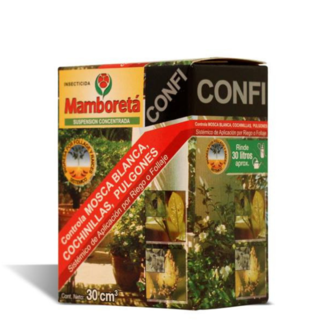 INSECTICIDA
Mamboretá
SUSPENSION CONCENTRADA
Controla MOSCA BLANCA,
COCHINILLAS, PULGONES
Sistémico de Aplicación por Riego o Follaje
Cont. Neto: 30 cm³
CONFI
Controla MOSCA BLANCA, COCHINILLAS, PULGONES
Sistémico de Aplicación por Riego o Follaje
Rinde
30 litros
aprox.